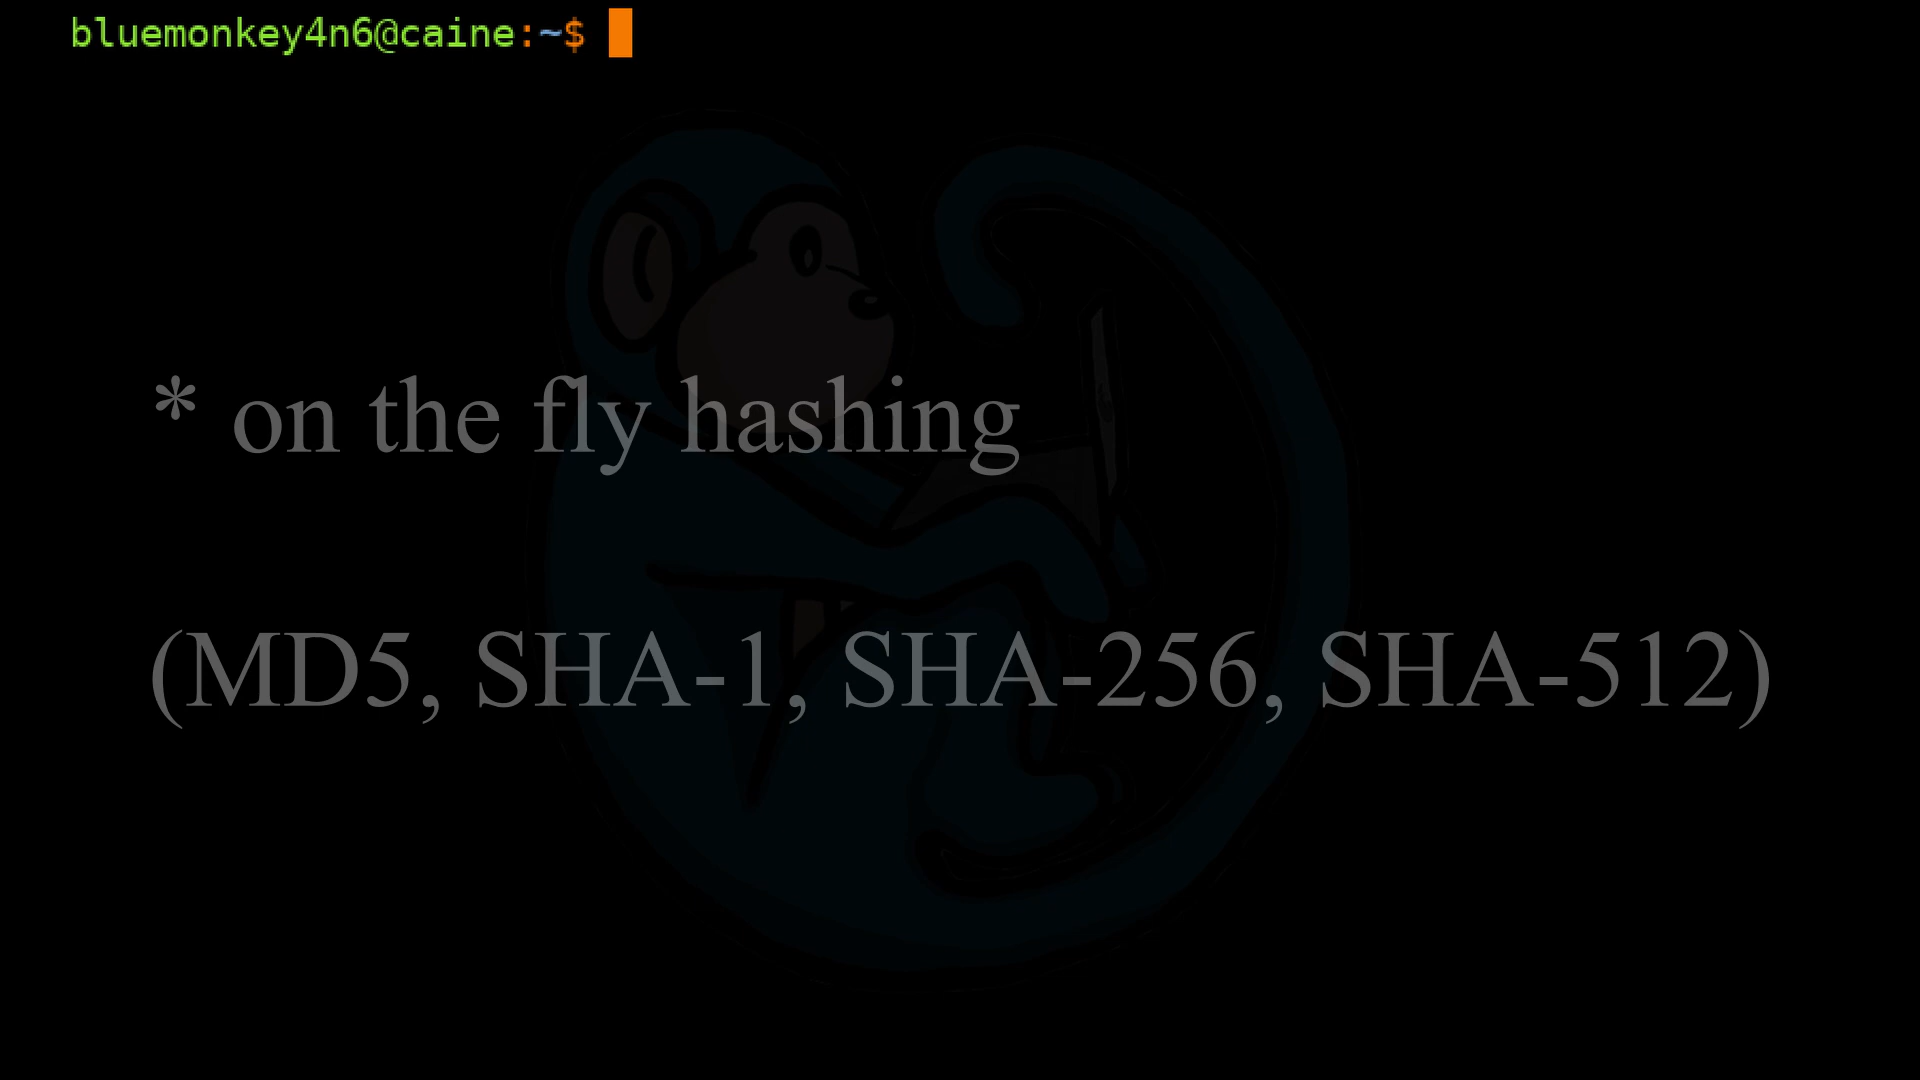 bluemonkey4n6@caine:~$
* on the fly hashing
(MD5, SHA-1, SHA-256, SHA-512)